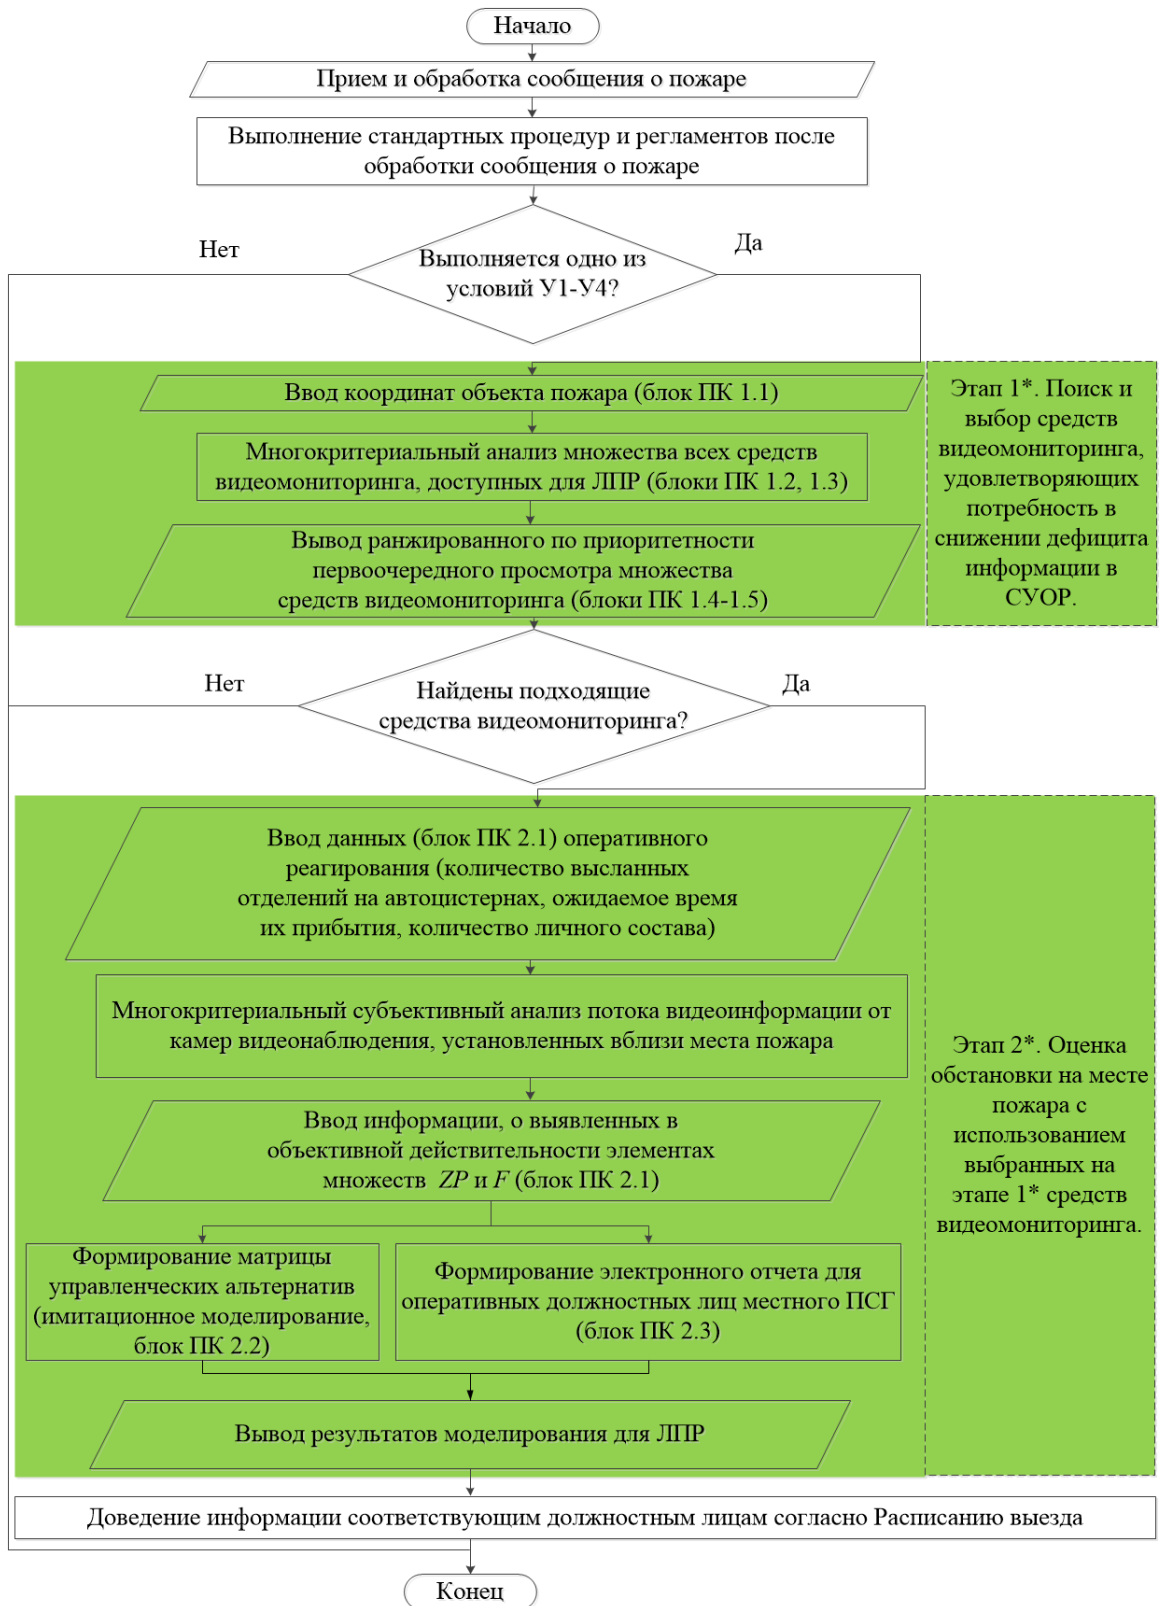 Начало
Прием и обработка сообщения о пожаре
Выполнение стандартных процедур и регламентов после
обработки сообщения о пожаре
Нет
Да
Выполняется одно из
условий У1-У4?
Ввод координат объекта пожара (блок ПК 1.1)
Многокритериальный анализ множества всех средств
видеомониторинга, доступных для ЛПР (блоки ПК 1.2, 1.3)
Вывод ранжированного по приоритетности
первоочередного просмотра множества
средств видеомониторинга (блоки ПК 1.4-1.5)
Этап 1*. Поиск и
выбор средств
видеомониторинга,
удовлетворяющих
потребность в
снижении дефицита
информации в
СУОР.
Нет
Да
Найдены подходящие
средства видеомониторинга?
Ввод данных (блок ПК 2.1) оперативного
реагирования (количество высланных
отделений на автоцистернах, ожидаемое время
их прибытия, количество личного состава)
Многокритериальный субъективный анализ потока видеоинформации от
камер видеонаблюдения, установленных вблизи места пожара
Ввод информации, о выявленных в
объективной действительности элементах
множеств ZP и F (блок ПК 2.1)
Формирование матрицы
управленческих альтернатив
(имитационное моделирование,
блок ПК 2.2)
Формирование электронного отчета для
оперативных должностных лиц местного ПСГ
(блок ПК 2.3)
Вывод результатов моделирования для ЛПР
Этап 2*. Оценка
обстановки на месте
пожара с
использованием
выбранных на
этапе 1* средств
видеомониторинга.
Доведение информации соответствующим должностным лицам согласно Расписанию выезда
Конец